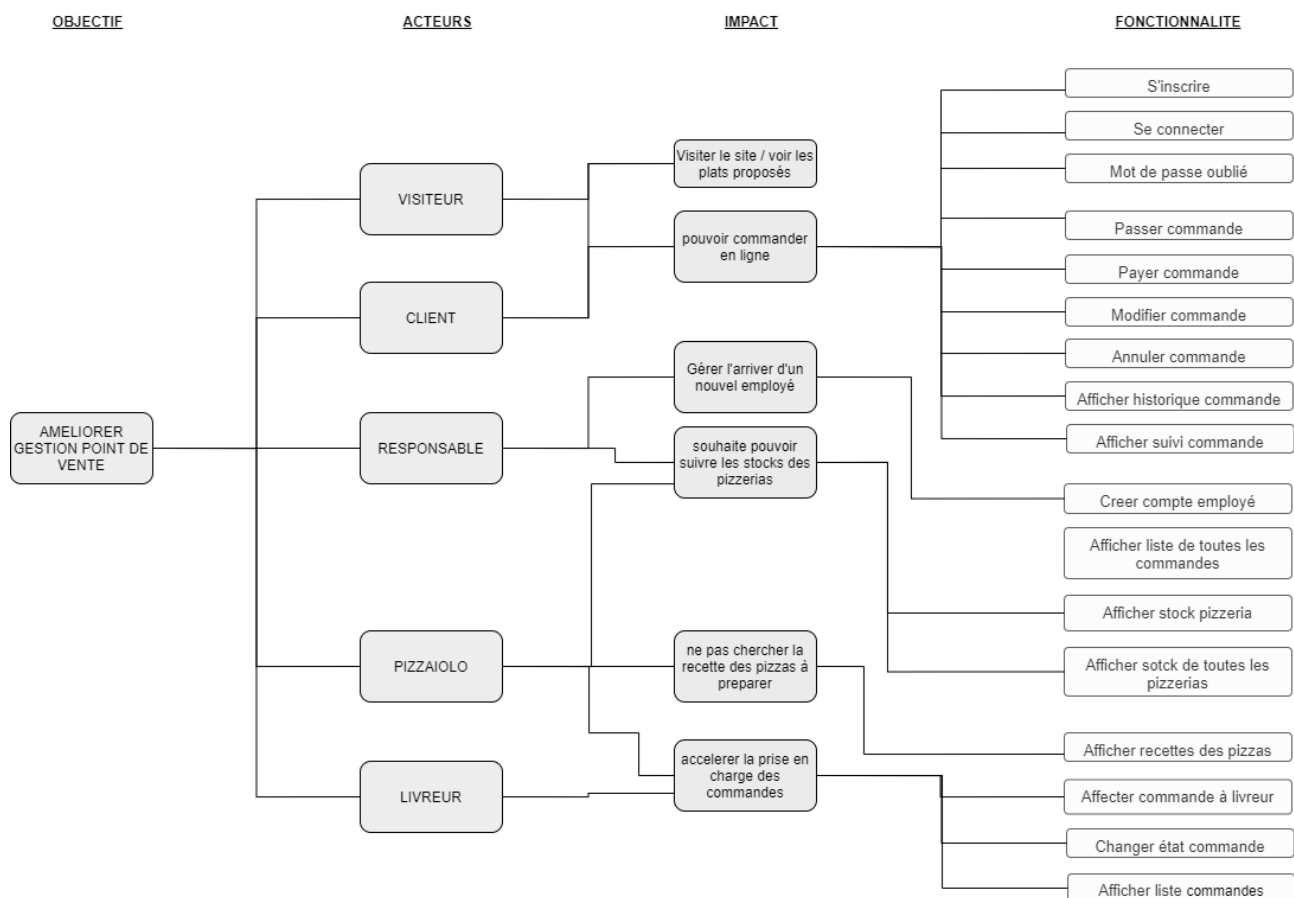 OBJECTIF
ACTEURS
IMPACT
FONCTIONNALITE
AMELIORER
GESTION POINT DE
VENTE
VISITEUR
CLIENT
RESPONSABLE
PIZZAIOLO
LIVREUR
Visiter le site / voir les
plats proposés
pouvoir commander
en ligne
Gérer l'arriver d'un
nouvel employé
souhaite pouvoir
suivre les stocks des
pizzerias
ne pas chercher la
recette des pizzas à
preparer
accelerer la prise en
charge des
commandes
S'inscrire
Se connecter
Mot de passe oublié
Passer commande
Payer commande
Modifier commande
Annuler commande
Afficher historique commande
Afficher suivi commande
Creer compte employé
Afficher liste de toutes les
commandes
Afficher stock pizzeria
Afficher sotck de toutes les
pizzerias
Afficher recettes des pizzas
Affecter commande à livreur
Changer état commande
Afficher liste commandes